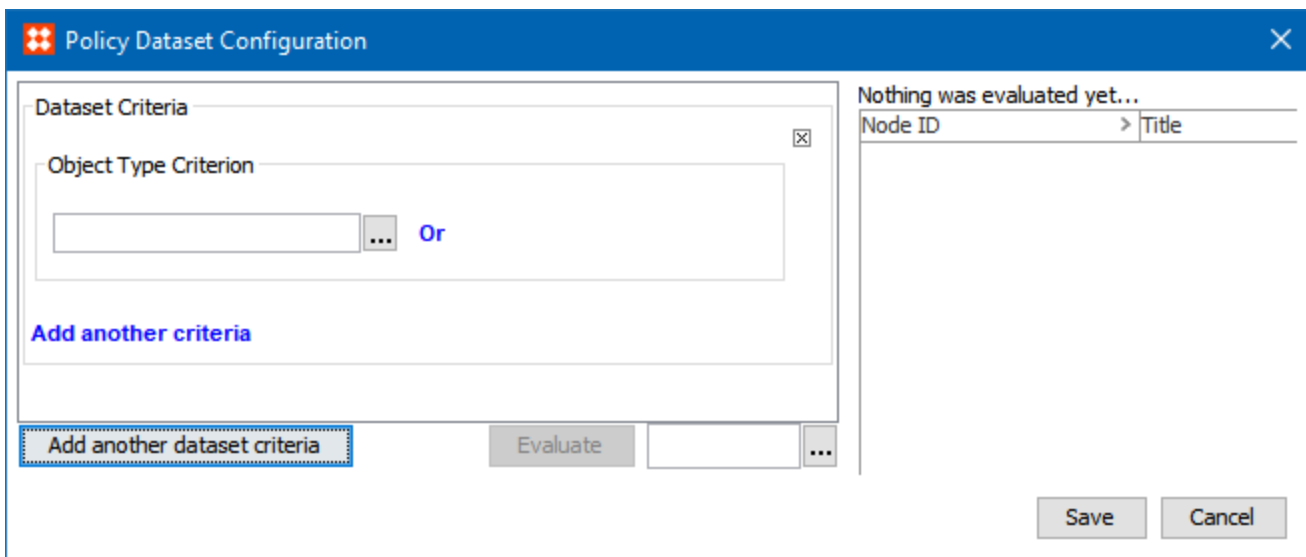 Policy Dataset Configuration
Dataset Criteria
Object Type Criterion
... Or
Add another criteria
Add another dataset criteria
Evaluate
...
Nothing was evaluated yet...
Node ID > Title
Save
Cancel